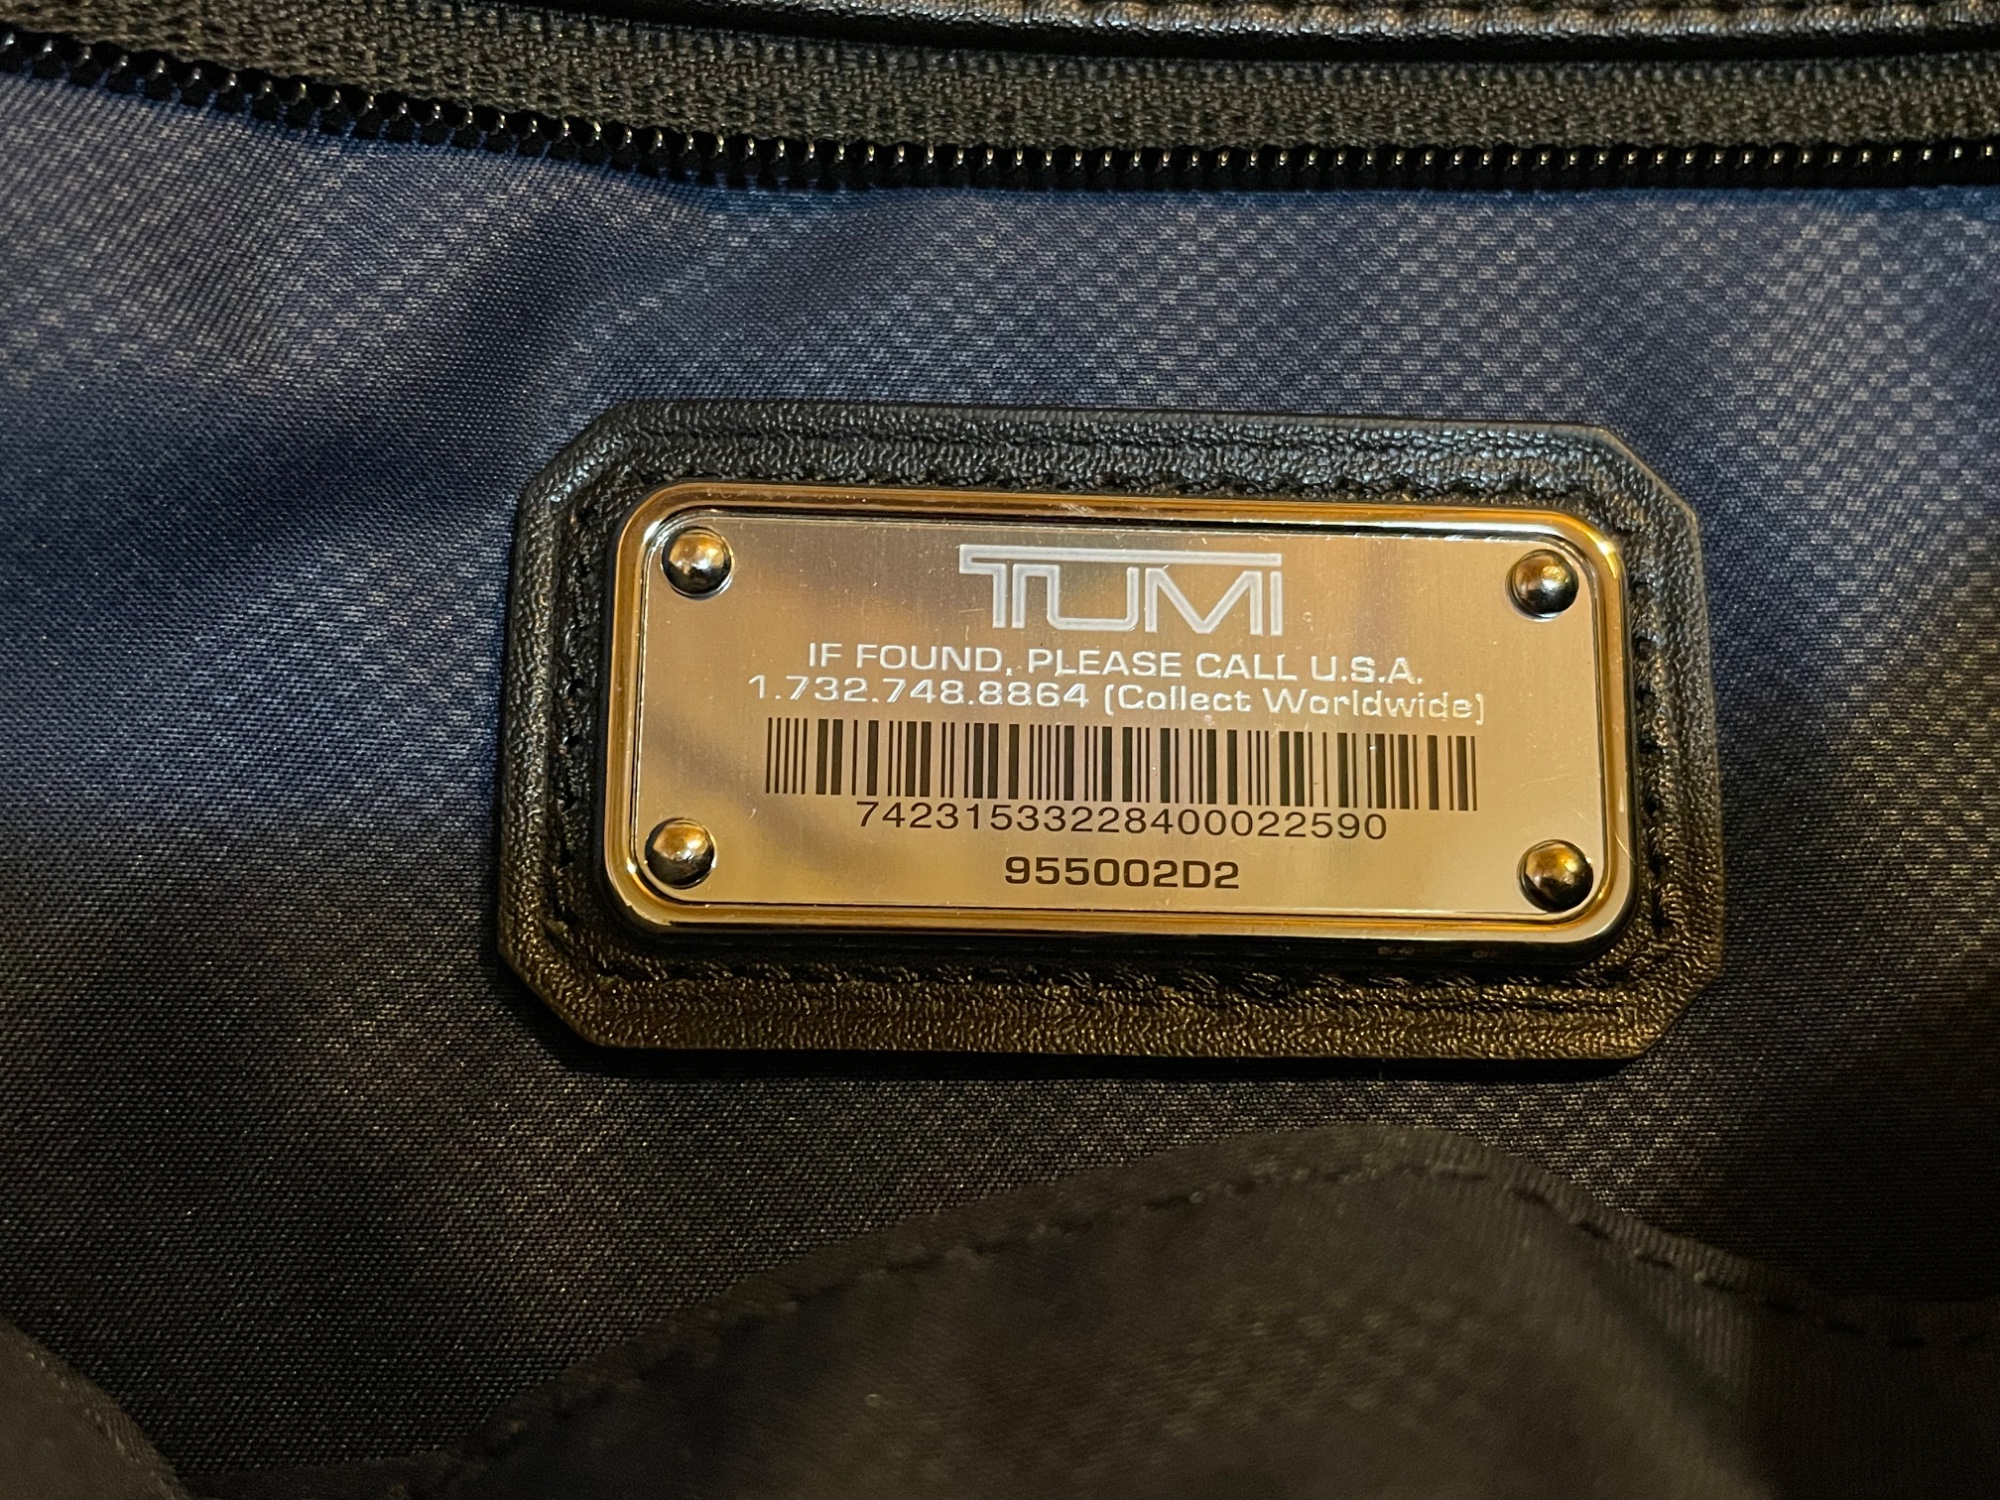 TUMI
IF FOUND, PLEASE CALL U.S.A.
1.732.748.8864 (Collect Worldwide)
74231533228400022590
955002D2